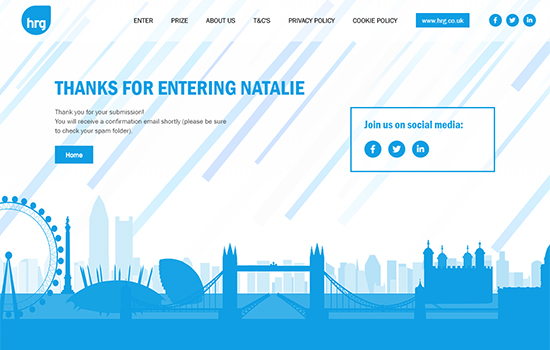 hrg
ENTER PRIZE ABOUT US T&C'S PRIVACY POLICY COOKIE POLICY www.hrg.co.uk
THANKS FOR ENTERING NATALIE
Thank you for your submission!
You will receive a confirmation email shortly (please be sure
to check your spam folder).
Home
Join us on social media: